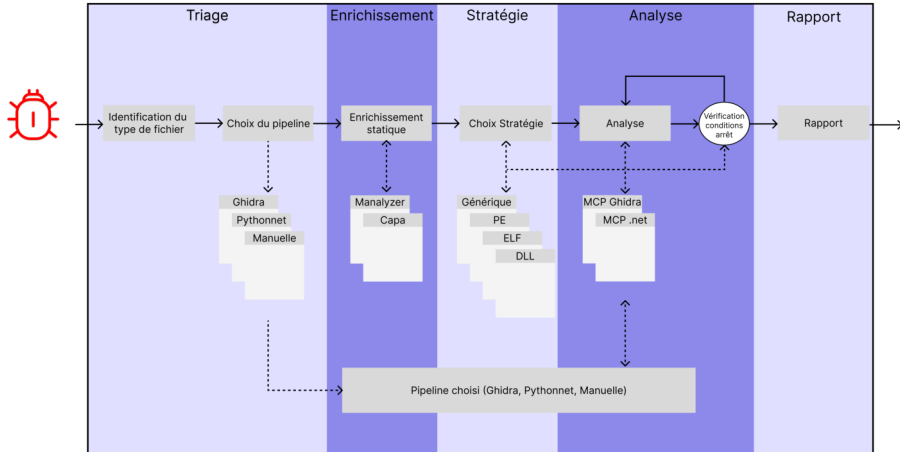 Triage
Enrichissement
Stratégie
Analyse
Rapport
Identification du
type de fichier
Choix du pipeline
Enrichissement
statique
Choix Stratégie
Analyse
Vérification
conditions
arrêt
Rapport
Ghidra
Pythonnet
Manuelle
Manalyzer
Capa
Générique
PE
ELF
DLL
MCP Ghidra
MCP .net
Pipeline choisi (Ghidra, Pythonnet, Manuelle)